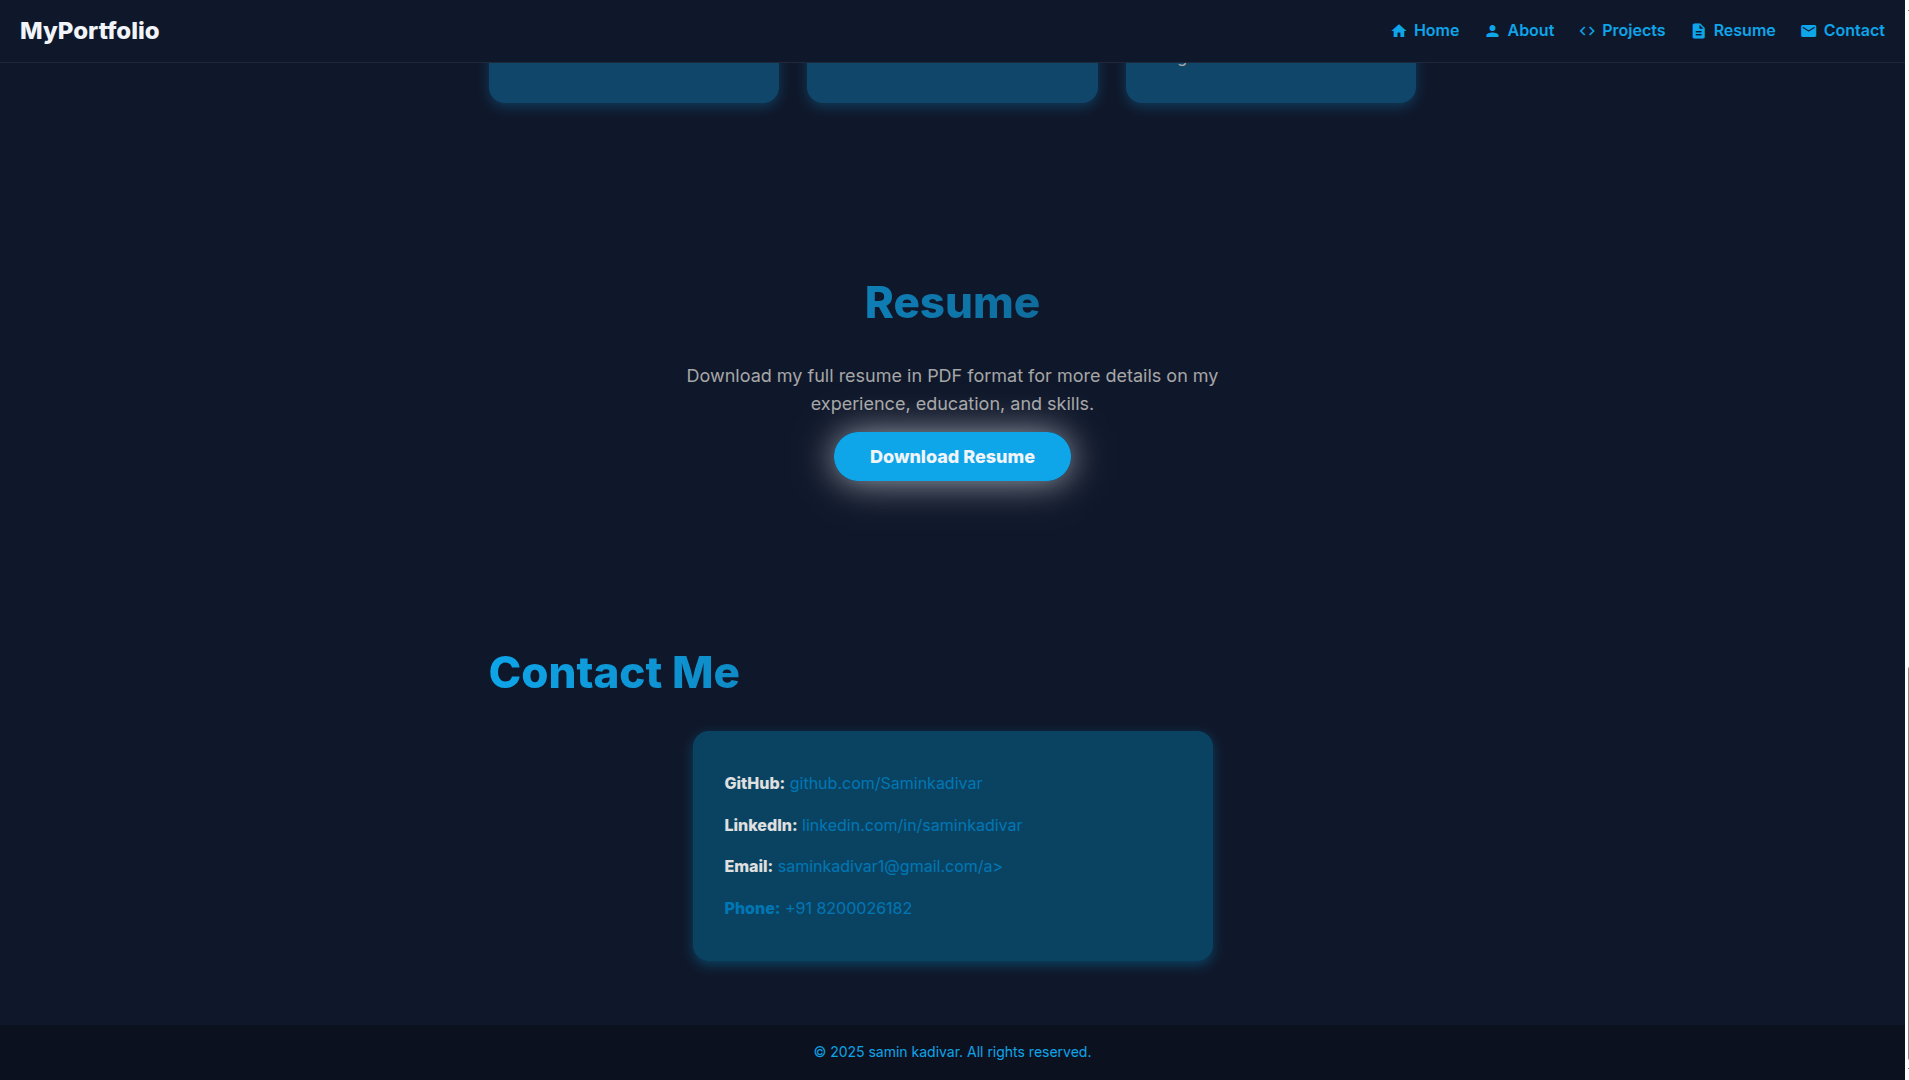 MyPortfolio
Home
About
Projects
Resume
Contact
Resume
Download my full resume in PDF format for more details on my
experience, education, and skills.
Download Resume
Contact Me
GitHub: github.com/Saminkadivar
LinkedIn: linkedin.com/in/saminkadivar
Email: saminkadivar1@gmail.com/a>
Phone: +91 8200026182
© 2025 samin kadivar. All rights reserved.